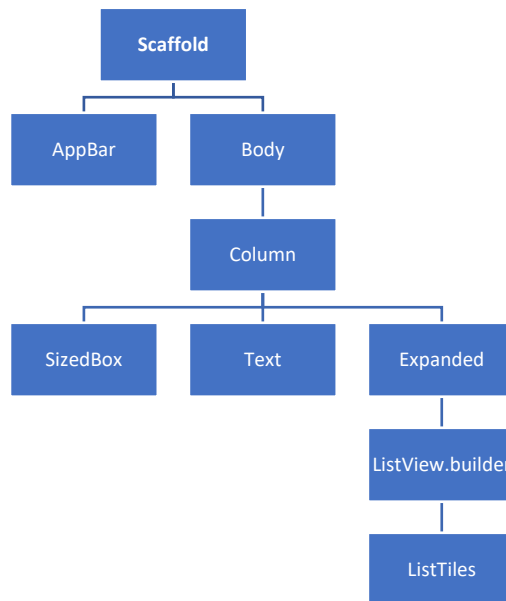 Scaffold
AppBar
Body
Column
SizedBox
Text
Expanded
ListView.builder
ListTiles